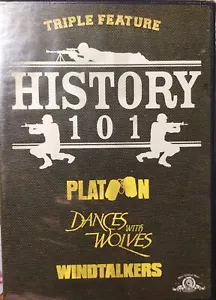 TRIPLE FEATURE
HISTORY
101
PLATOON
DANCES WITH
WOLVES
WINDTALKERS